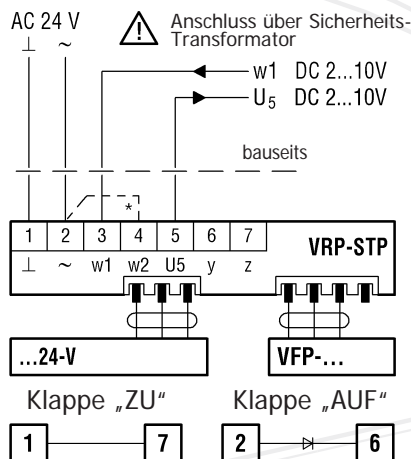 AC 24 V
⊥ ~
Anschluss über Sicherheits-
Transformator
w1 DC 2...10V
U5 DC 2...10V
bauseits
*
1 2 3 4 5 6 7
VRP-STP
⊥ ~ w1 w2 U5 y z
...24-V
VFP-...
Klappe „ZU“
Klappe „AUF“
1 7
2 6